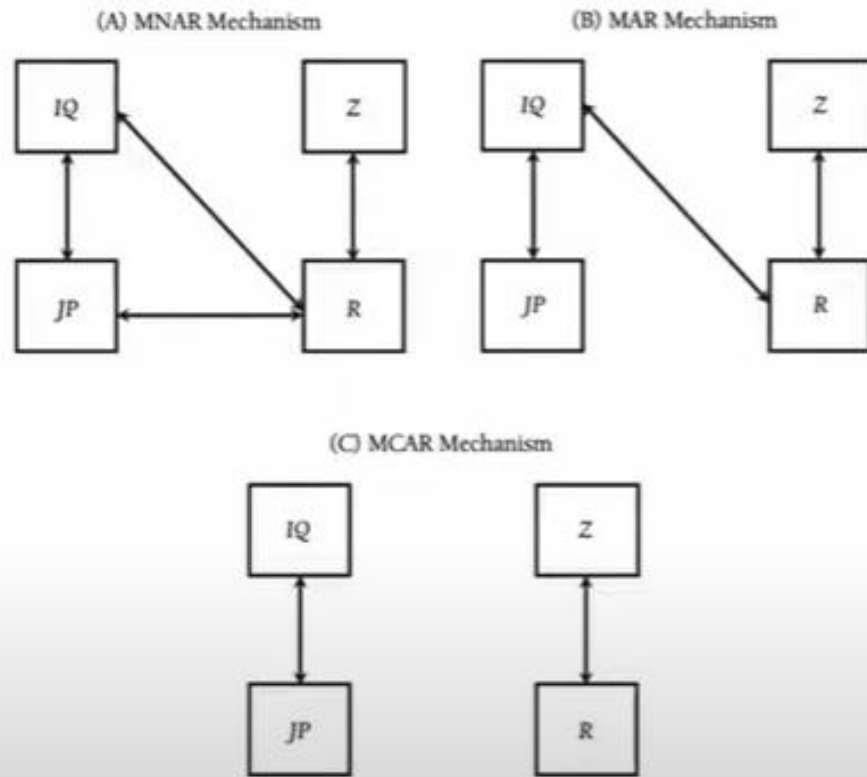 (A) MNAR Mechanism
(B) MAR Mechanism
IQ
Z
IQ
Z
JP
R
JP
R
(C) MCAR Mechanism
IQ
Z
JP
R